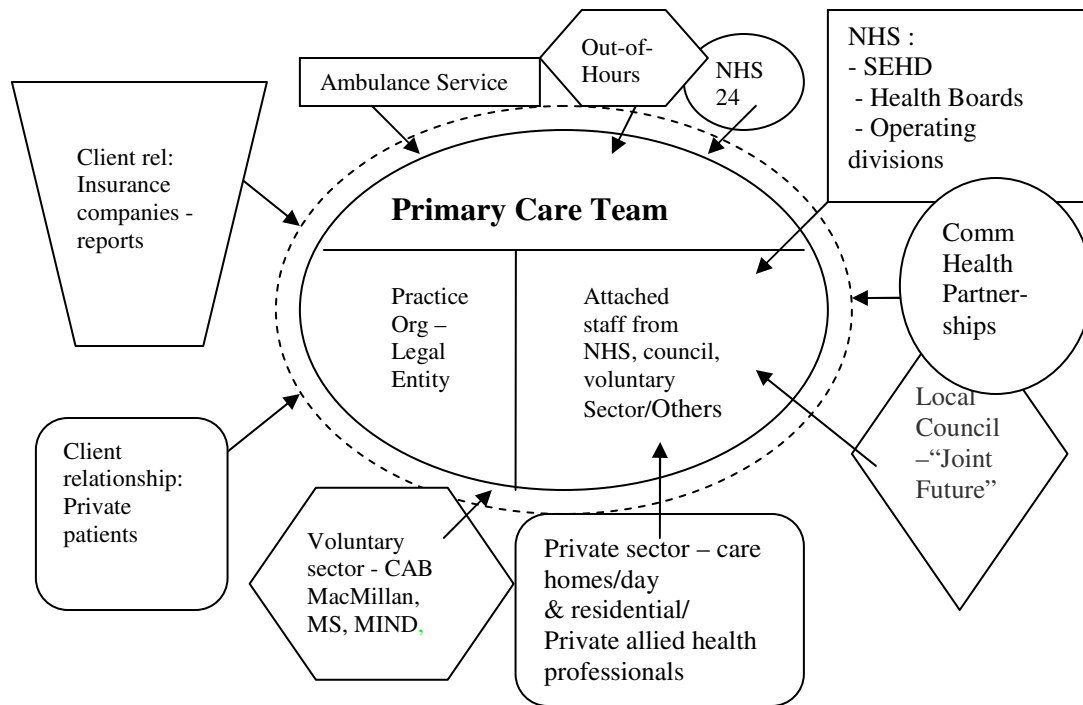 Ambulance Service
Out-of-
Hours
NHS
24
NHS :
- SEHD
- Health Boards
- Operating
divisions
Client rel:
Insurance
companies -
reports
Primary Care Team
Comm
Health
Partner-
ships
Practice
Org –
Legal
Entity
Attached
staff from
NHS, council,
voluntary
Sector/Others
Local
Council
–“Joint
Future”
Client
relationship:
Private
patients
Voluntary
sector - CAB
MacMillan,
MS, MIND,
Private sector – care
homes/day
& residential/
Private allied health
professionals